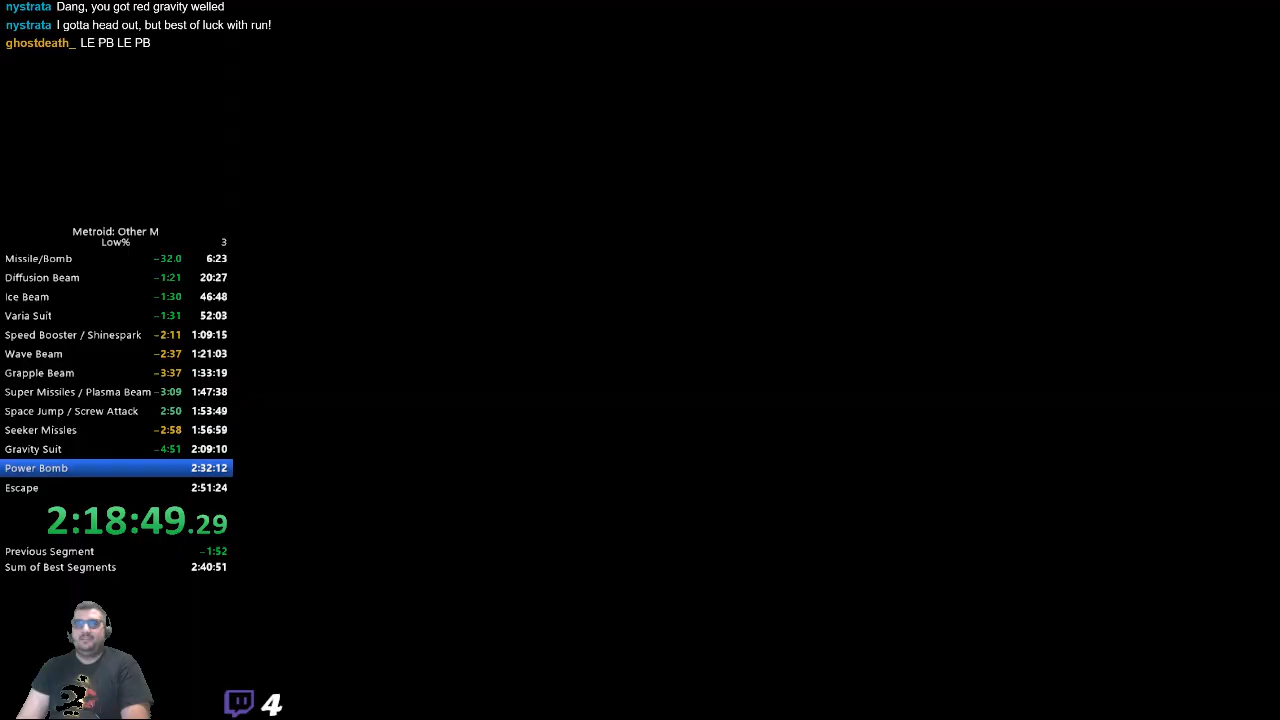 nystrata Dang, you got red gravity welled
nystrata I gotta head out, but best of luck with run!
ghostdeath_ LE PB LE PB
Metroid: Other M
Low% 3
Missile/Bomb -32.0 6:23
Diffusion Beam -1:21 20:27
Ice Beam -1:30 46:48
Varia Suit -1:31 52:03
Speed Booster / Shinespark -2:11 1:09:15
Wave Beam -2:37 1:21:03
Grapple Beam -3:37 1:33:19
Super Missiles / Plasma Beam -3:09 1:47:38
Space Jump / Screw Attack 2:50 1:53:49
Seeker Missles -2:58 1:56:59
Gravity Suit -4:51 2:09:10
Power Bomb 2:32:12
Escape 2:51:24
2:18:49.29
Previous Segment -1:52
Sum of Best Segments 2:40:51
4